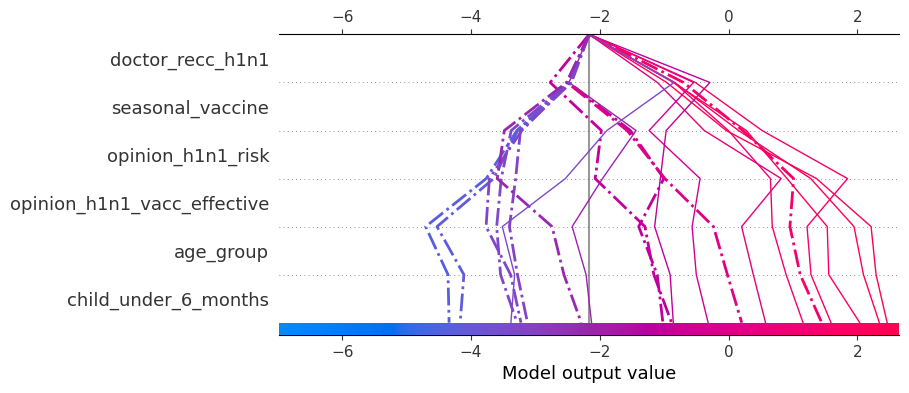 −6 −4 −2 0 2
doctor_recc_h1n1
seasonal_vaccine
opinion_h1n1_risk
opinion_h1n1_vacc_effective
age_group
child_under_6_months
−6 −4 −2 0 2
Model output value